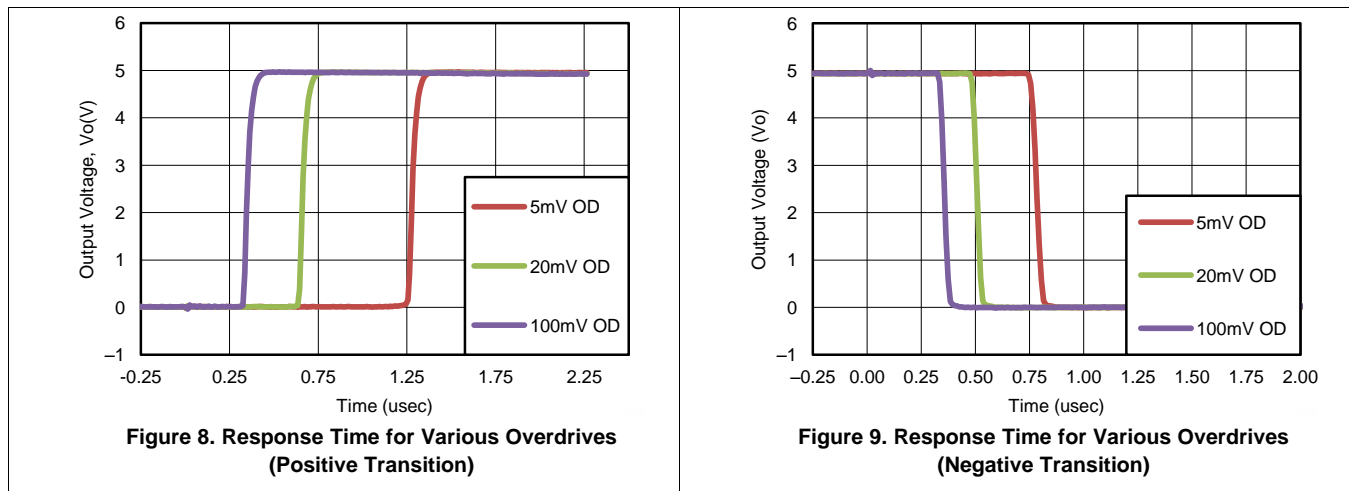 6
5
4
3
2
1
0
–1
Output Voltage, Vo(V)
5mV OD
20mV OD
100mV OD
-0.25
0.25
0.75
1.25
1.75
2.25
Time (usec)
Figure 8. Response Time for Various Overdrives
(Positive Transition)
6
5
4
3
2
1
0
–1
Output Voltage (Vo)
5mV OD
20mV OD
100mV OD
–0.25
0.00
0.25
0.50
0.75
1.00
1.25
1.50
1.75
2.00
Time (usec)
Figure 9. Response Time for Various Overdrives
(Negative Transition)